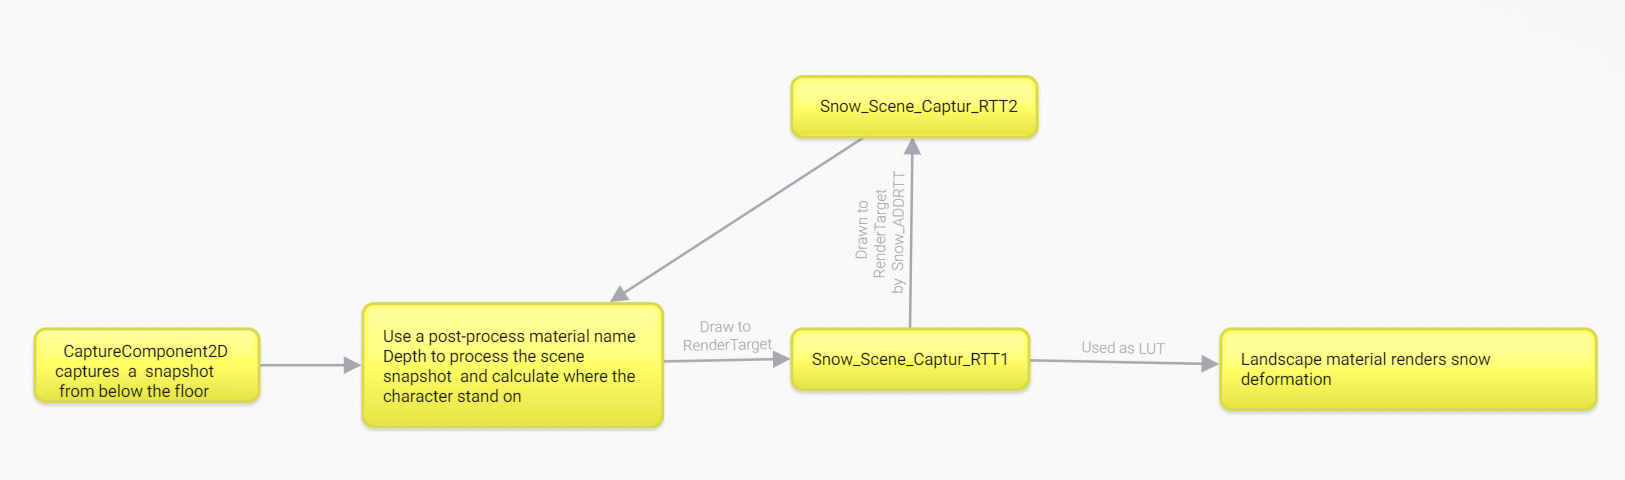 Snow_Scene_Captur_RTT2
Drawn to
RenderTarget
by Snow_ADDRTT
CaptureComponent2D
captures a snapshot
from below the floor
Use a post-process material name
Depth to process the scene
snapshot and calculate where the
character stand on
Draw to
RenderTarget
Snow_Scene_Captur_RTT1
Used as LUT
Landscape material renders snow
deformation